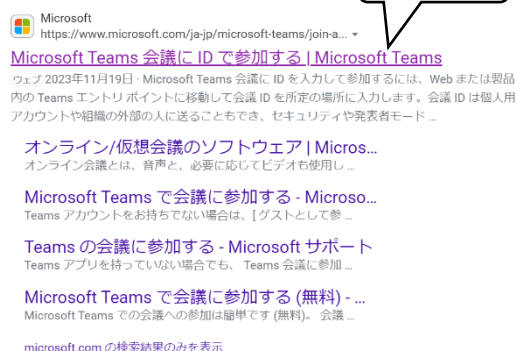 Microsoft
https://www.microsoft.com/ja-jp/microsoft-teams/join-a...
Microsoft Teams 会議に ID で参加する | Microsoft Teams
ウェブ 2023年11月19日 · Microsoft Teams 会議に ID を入力して参加するには、Web または製品
内の Teams エントリ ポイントに移動して会議 ID を所定の場所に入力します。会議 ID は個人用
アカウントや組織の外部の人に送ることもでき、セキュリティや発表者モード ...
オンライン/仮想会議のソフトウェア | Micros...
オンライン会議とは、音声と、必要に応じてビデオも使用し ...
Microsoft Teams で会議に参加する - Microso...
Teams アカウントをお持ちでない場合は、[ゲストとして参 ...
Teams の会議に参加する - Microsoft サポート
Teams アプリを持っていない場合でも、 Teams 会議に参加 ...
Microsoft Teams で会議に参加する (無料) - ...
Microsoft Teams での会議への参加は簡単です (無料)。 会議 ...
microsoft.com の検索結果のみを表示